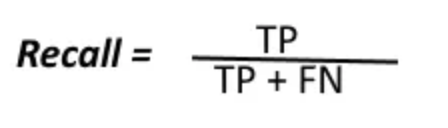 Recall = TP
TP + FN